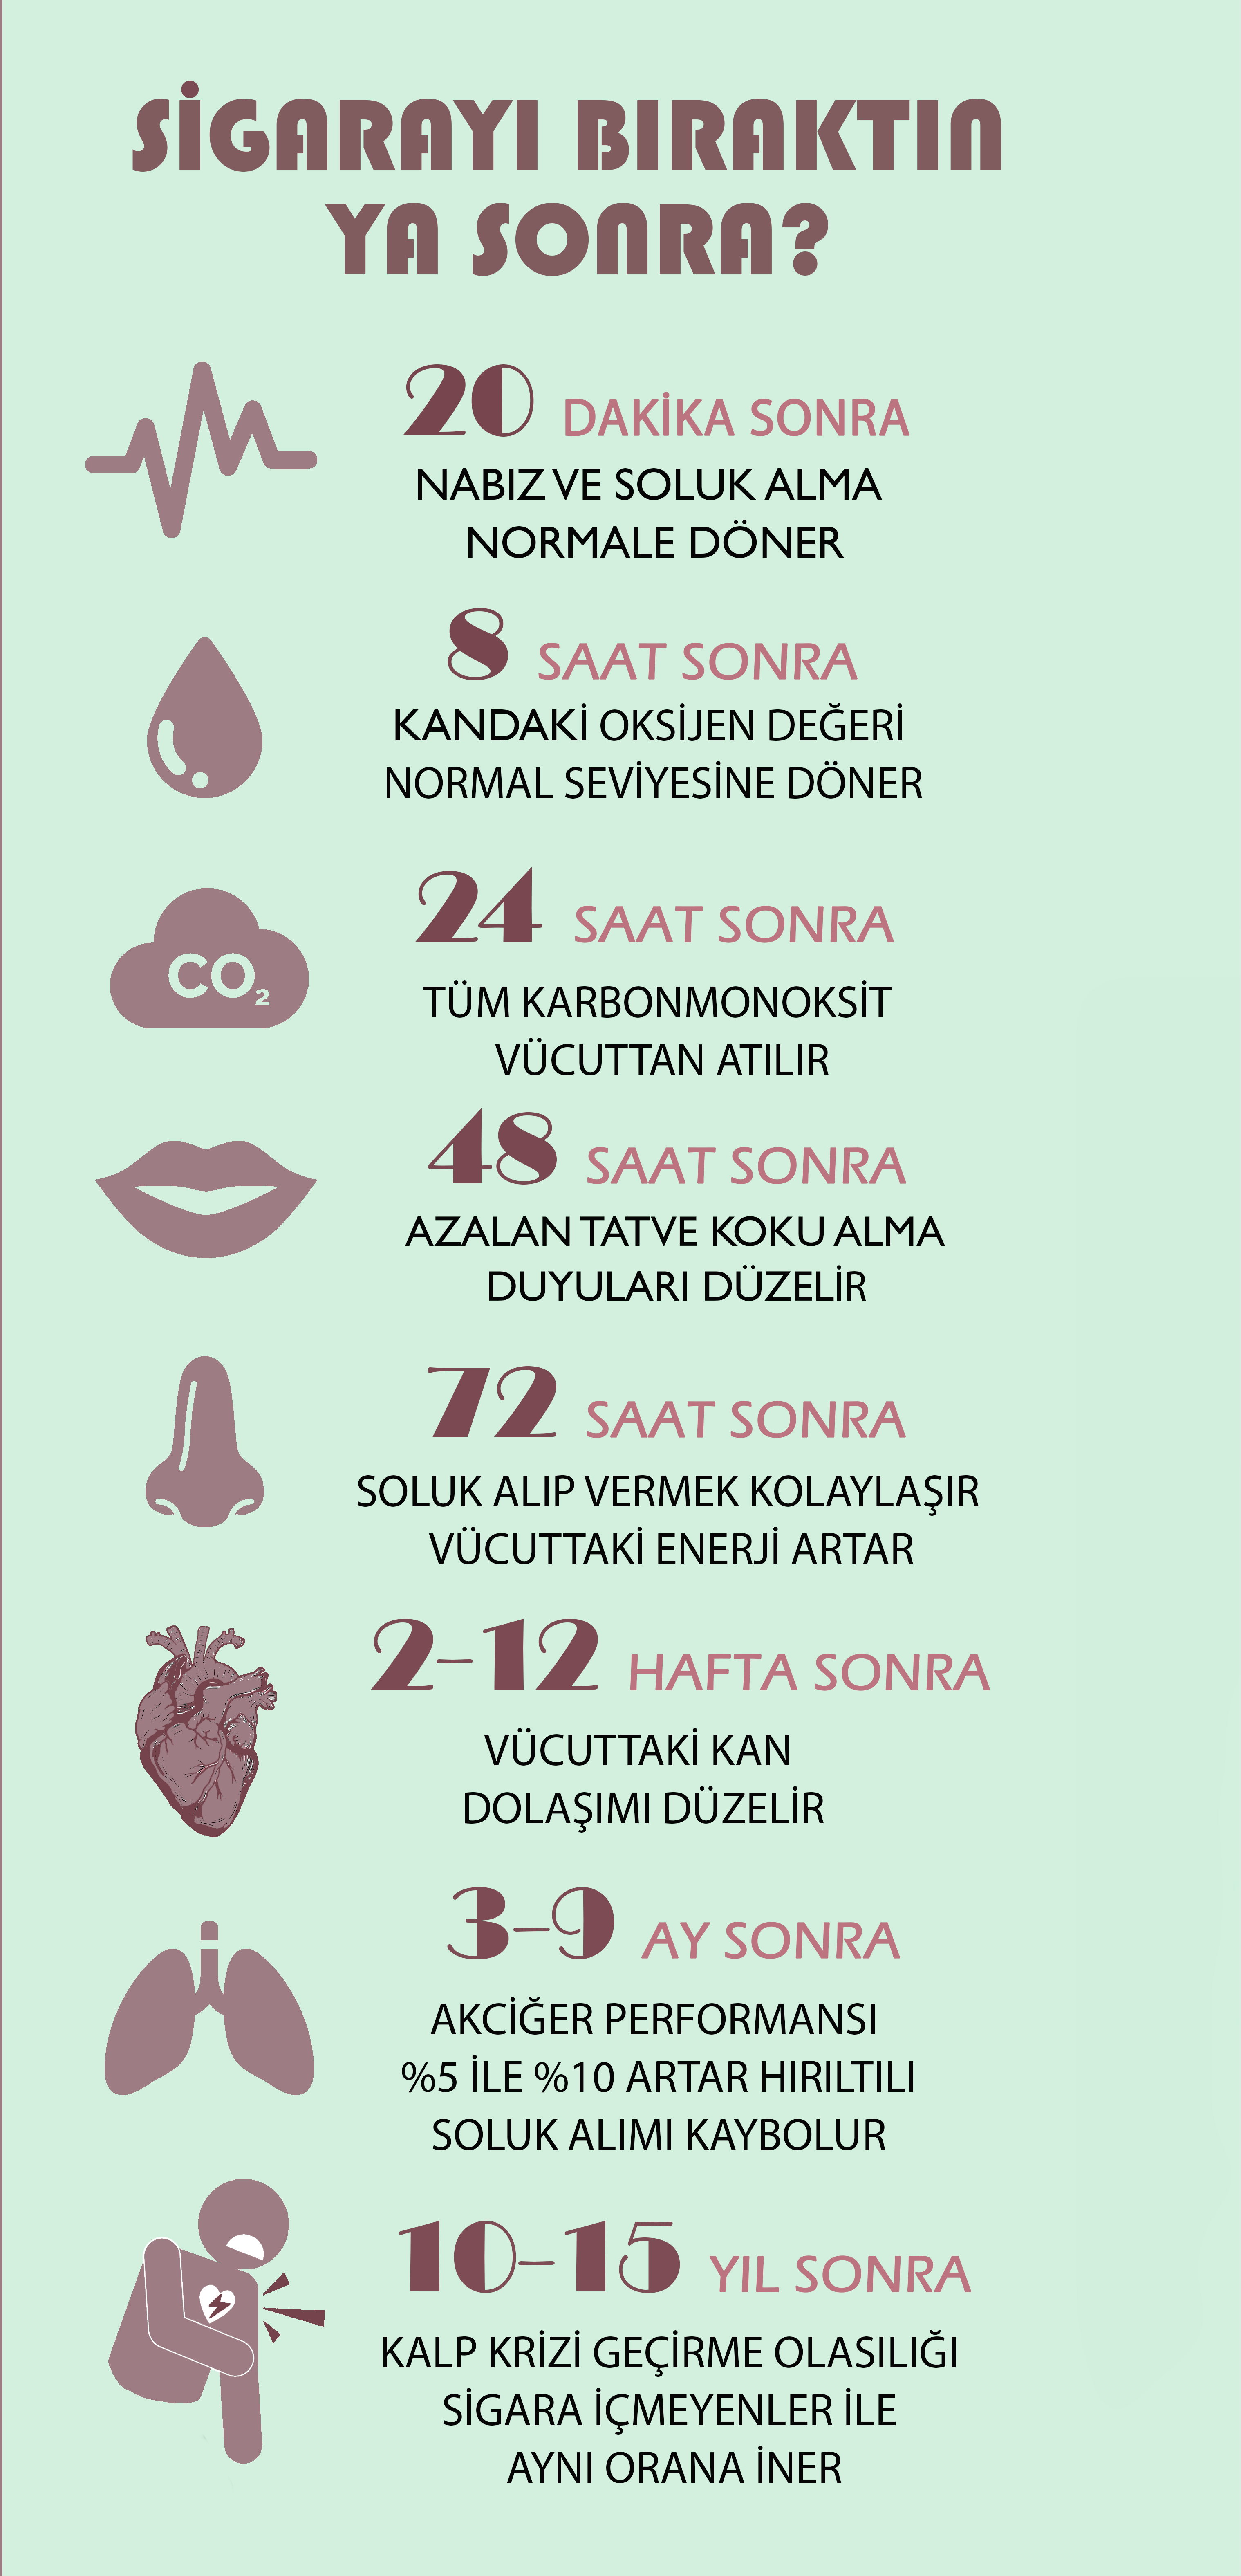 SİGARAYI BIRAKTIN
YA SONRA?
20 DAKİKA SONRA
NABIZ VE SOLUK ALMA
NORMALE DÖNER
8 SAAT SONRA
KANDAKİ OKSİJEN DEĞERİ
NORMAL SEVİYESİNE DÖNER
CO₂
24 SAAT SONRA
TÜM KARBONMONOKSİT
VÜCUTTAN ATILIR
48 SAAT SONRA
AZALAN TAT VE KOKU ALMA
DUYULARI DÜZELİR
72 SAAT SONRA
SOLUK ALIP VERMEK KOLAYLAŞIR
VÜCUTTAKİ ENERJİ ARTAR
2-12 HAFTA SONRA
VÜCUTTAKİ KAN
DOLAŞIMI DÜZELİR
3-9 AY SONRA
AKCİĞER PERFORMANSI
%5 İLE %10 ARTAR HIRILTILI
SOLUK ALIMI KAYBOLUR
10-15 YIL SONRA
KALP KRİZİ GEÇİRME OLASILIĞI
SİGARA İÇMEYENLER İLE
AYNI ORANA İNER